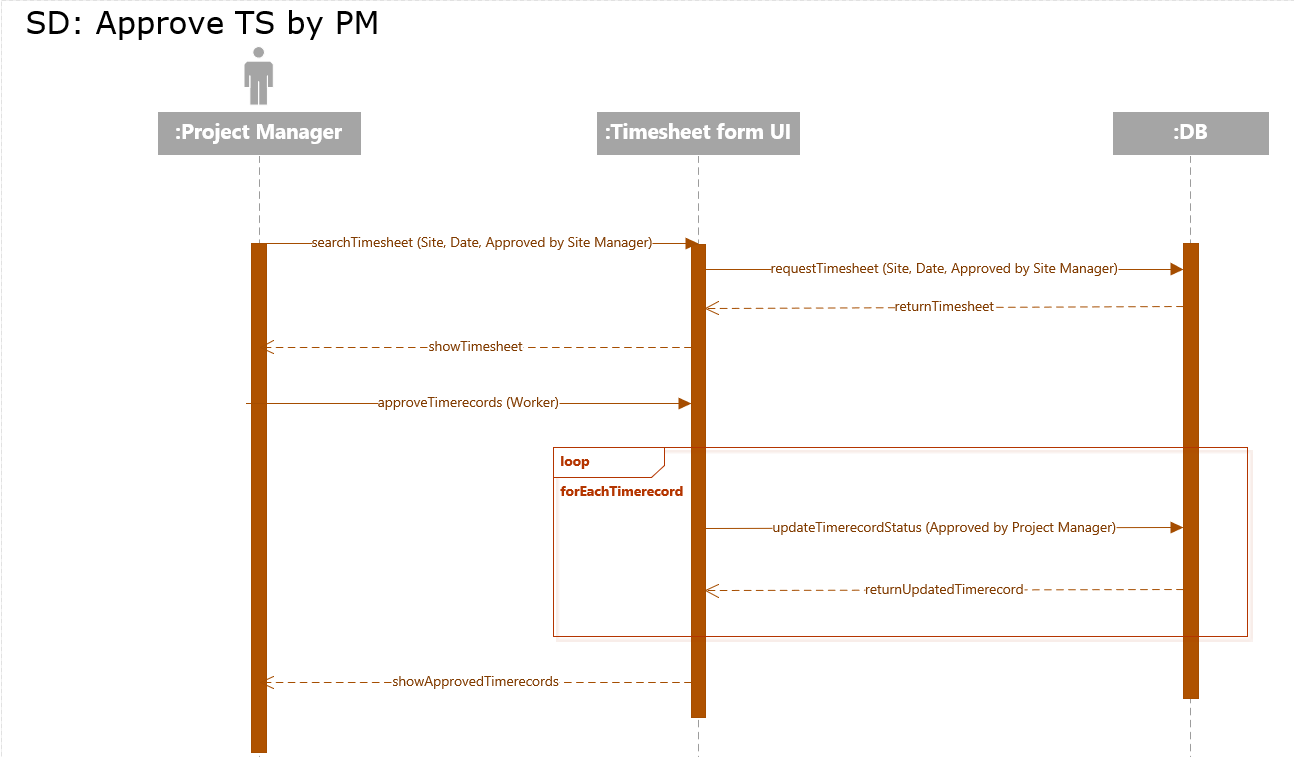 SD: Approve TS by PM
:Project Manager
:Timesheet form UI
:DB
searchTimesheet (Site, Date, Approved by Site Manager)
requestTimesheet (Site, Date, Approved by Site Manager)
returnTimesheet
showTimesheet
approveTimerecords (Worker)
loop
forEachTimerecord
updateTimerecordStatus (Approved by Project Manager)
returnUpdatedTimerecord
showApprovedTimerecords